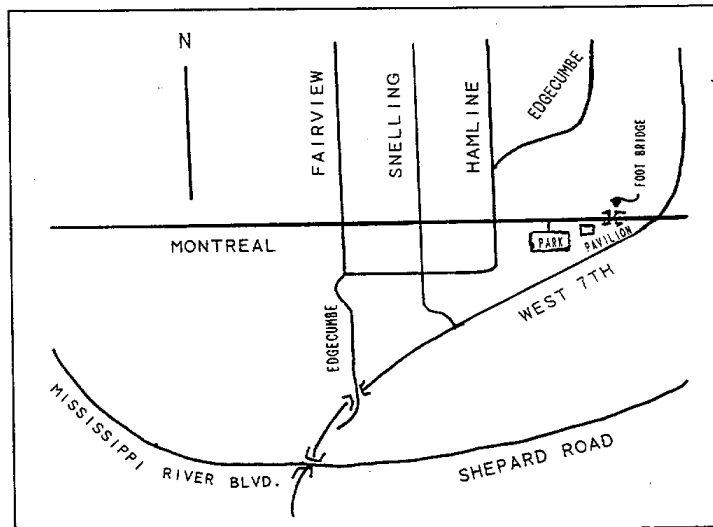 N
FAIRVIEW
SNELLING
HAMLINE
EDGECUMBE
FOOT BRIDGE
MONTREAL
PARK
PAVILION
WEST 7TH
EDGECUMBE
MISSISSIPPI
RIVER BLVD.
SHEPARD ROAD